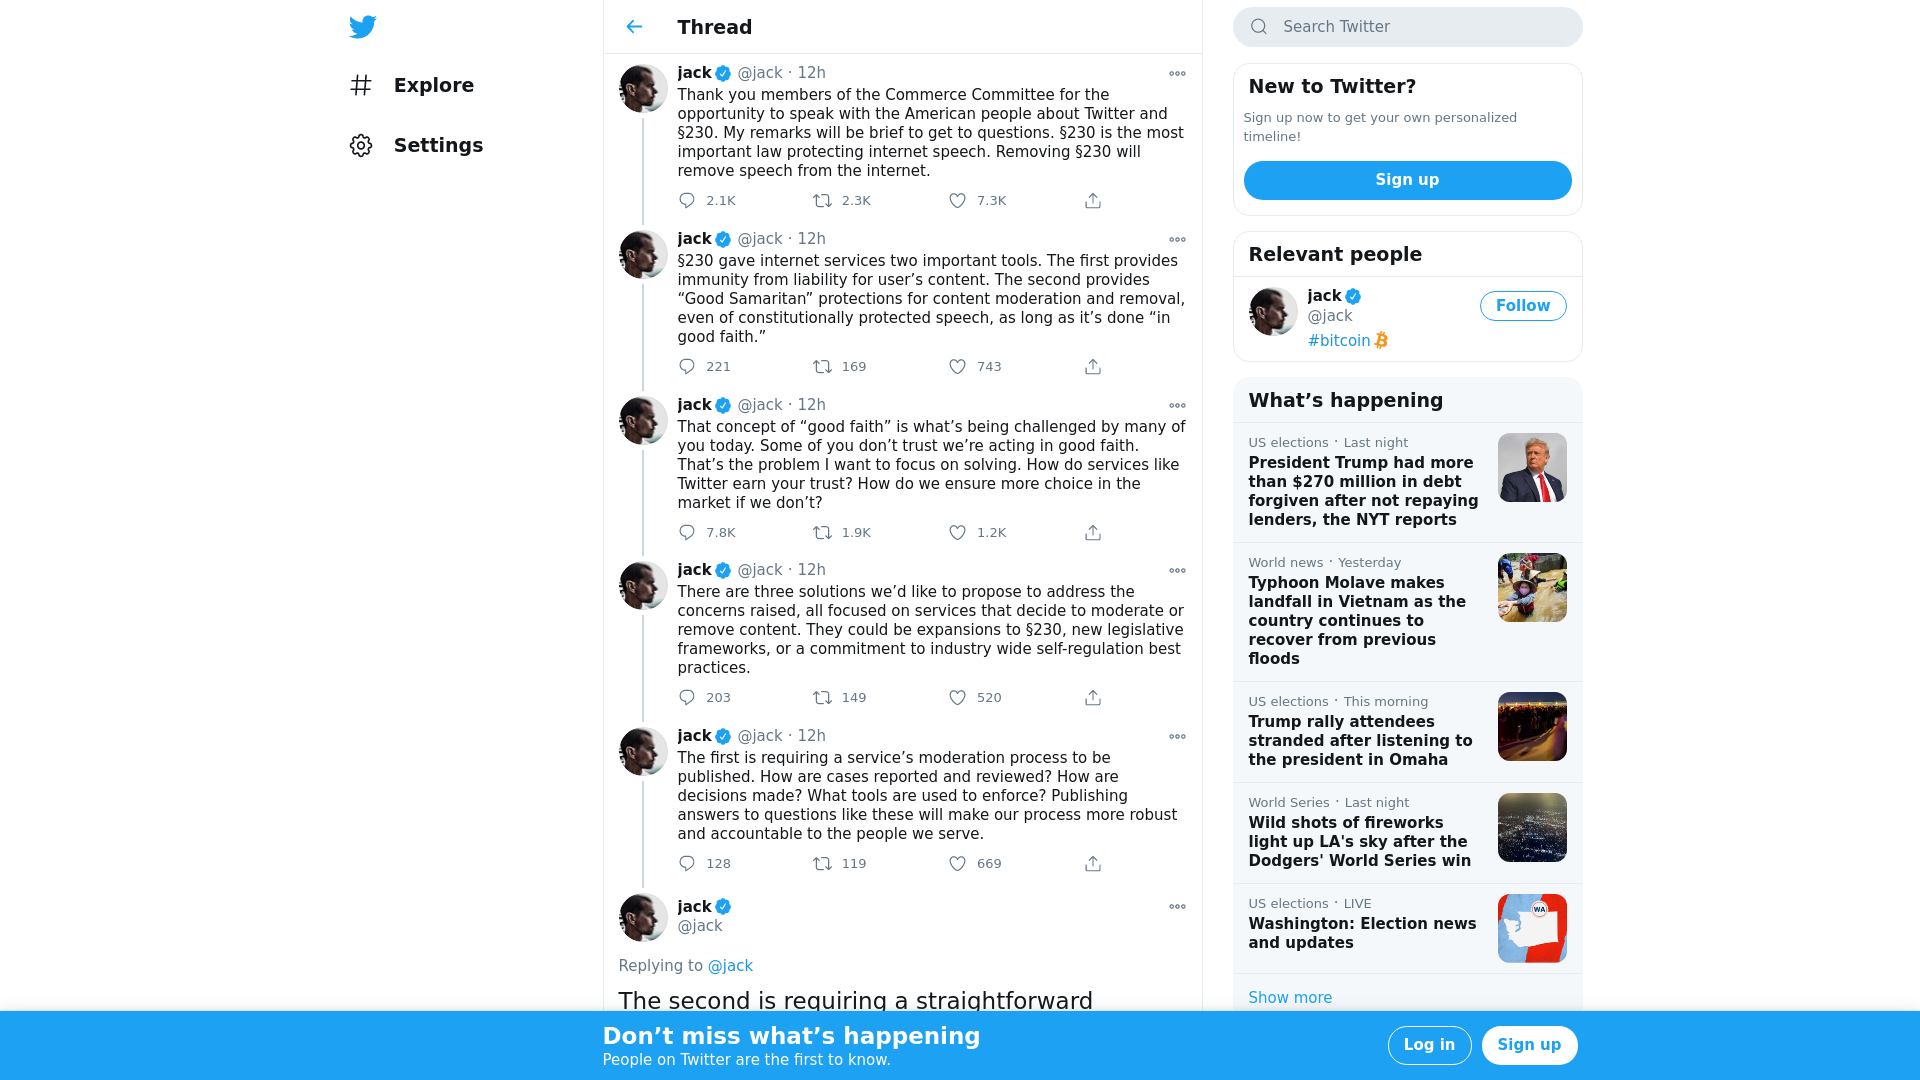 Explore
Settings
Thread
jack @jack · 12h
Thank you members of the Commerce Committee for the
opportunity to speak with the American people about Twitter and
§230. My remarks will be brief to get to questions. §230 is the most
important law protecting internet speech. Removing §230 will
remove speech from the internet.
2.1K 2.3K 7.3K
jack @jack · 12h
§230 gave internet services two important tools. The first provides
immunity from liability for user’s content. The second provides
“Good Samaritan” protections for content moderation and removal,
even of constitutionally protected speech, as long as it’s done “in
good faith.”
221 169 743
jack @jack · 12h
That concept of “good faith” is what’s being challenged by many of
you today. Some of you don’t trust we’re acting in good faith.
That’s the problem I want to focus on solving. How do services like
Twitter earn your trust? How do we ensure more choice in the
market if we don’t?
7.8K 1.9K 1.2K
jack @jack · 12h
There are three solutions we’d like to propose to address the
concerns raised, all focused on services that decide to moderate or
remove content. They could be expansions to §230, new legislative
frameworks, or a commitment to industry wide self-regulation best
practices.
203 149 520
jack @jack · 12h
The first is requiring a service’s moderation process to be
published. How are cases reported and reviewed? How are
decisions made? What tools are used to enforce? Publishing
answers to questions like these will make our process more robust
and accountable to the people we serve.
128 119 669
jack
@jack
Replying to @jack
The second is requiring a straightforward
Search Twitter
New to Twitter?
Sign up now to get your own personalized
timeline!
Sign up
Relevant people
jack
@jack
Follow
#bitcoin
What’s happening
US elections · Last night
President Trump had more
than $270 million in debt
forgiven after not repaying
lenders, the NYT reports
World news · Yesterday
Typhoon Molave makes
landfall in Vietnam as the
country continues to
recover from previous
floods
US elections · This morning
Trump rally attendees
stranded after listening to
the president in Omaha
World Series · Last night
Wild shots of fireworks
light up LA's sky after the
Dodgers' World Series win
US elections · LIVE
Washington: Election news
and updates
WA
Show more
Don’t miss what’s happening
People on Twitter are the first to know.
Log in
Sign up